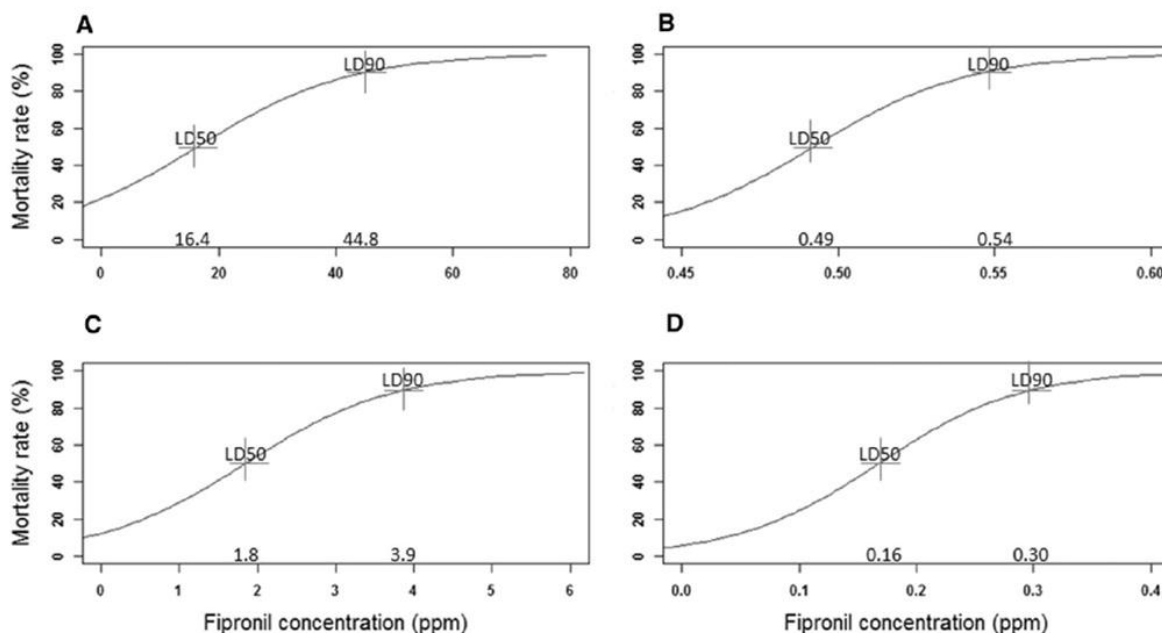 A
Mortality rate (%)
100
80
60
40
20
0
LD90
LD50
16.4 44.8
0 20 40 60 80
B
100
80
60
40
20
0
LD90
LD50
0.49 0.54
0.45 0.50 0.55 0.60
C
Mortality rate (%)
100
80
60
40
20
0
LD90
LD50
1.8 3.9
0 1 2 3 4 5 6
Fipronil concentration (ppm)
D
100
80
60
40
20
0
LD90
LD50
0.16 0.30
0.0 0.1 0.2 0.3 0.4
Fipronil concentration (ppm)